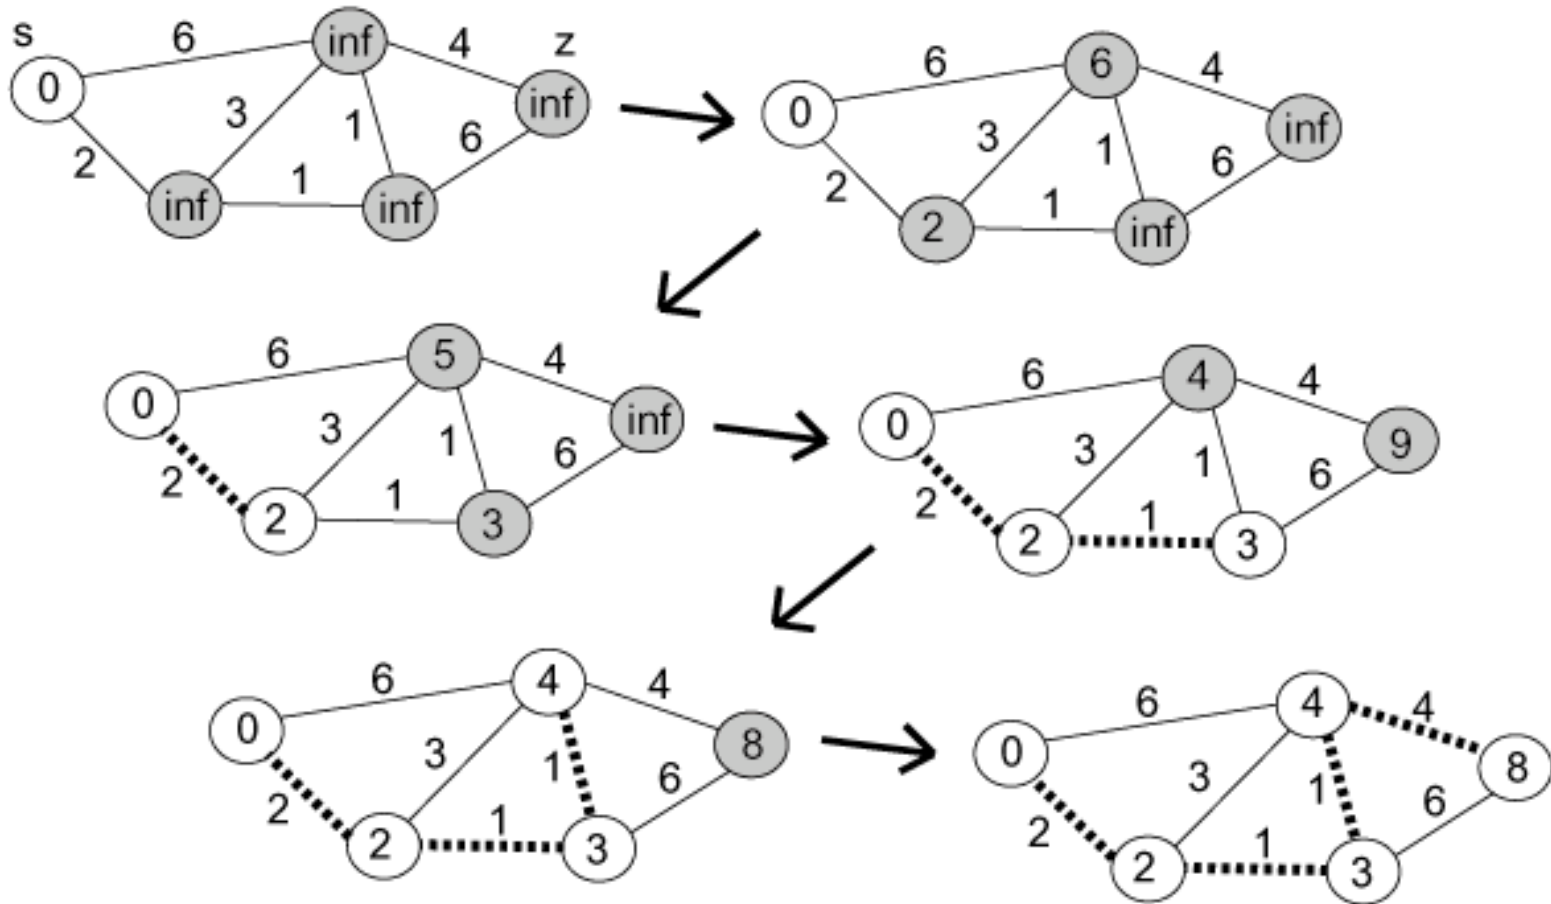 s 6 inf 4 z
0 3 1 inf
2 6
inf 1 inf
6 6 4
0 3 1 inf
2 6
2 1 inf
6 5 4
0 3 1 inf
2 6
2 1 3
6 4 4
0 3 1 9
2 6
2 1 3
6 4 4
0 3 1 8
2 6
2 1 3
6 4 4
0 3 1 8
2 6
2 1 3